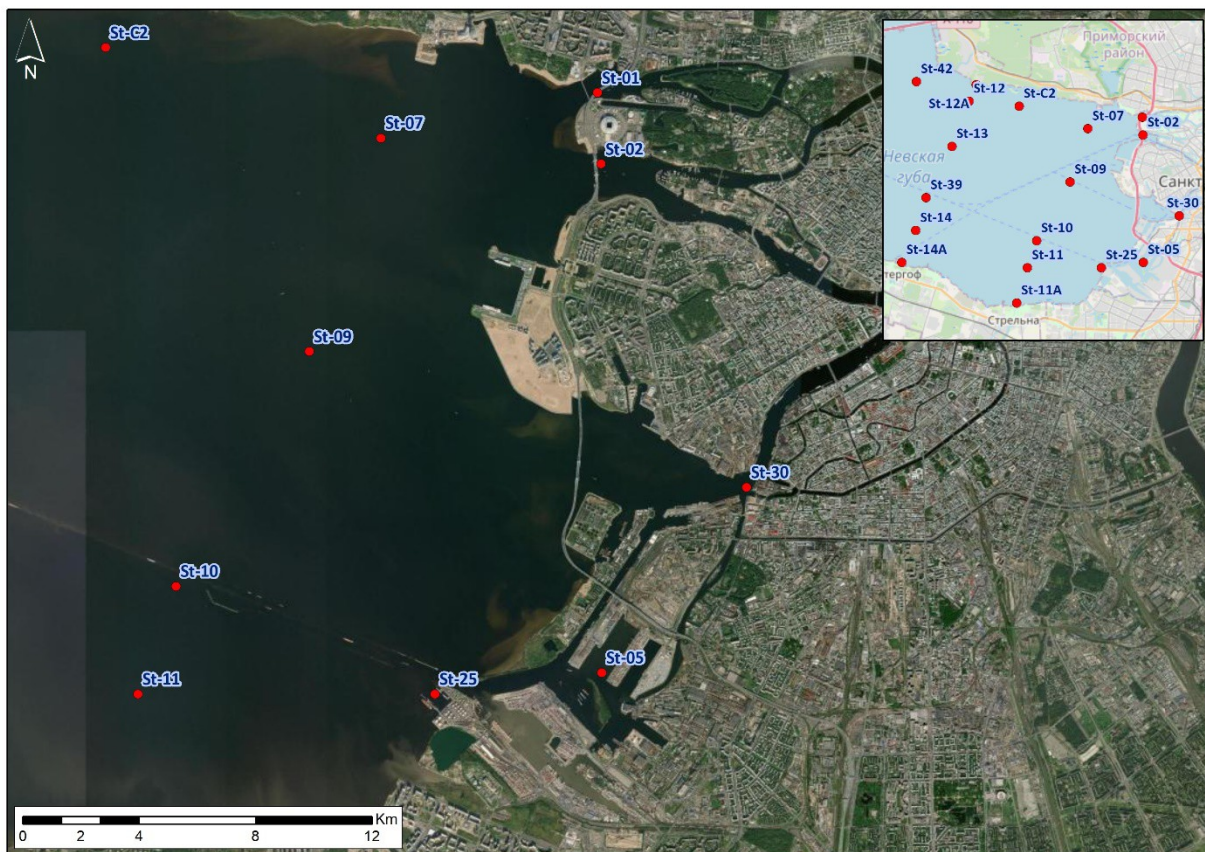 N
St-C2
St-01
St-07
St-02
St-09
St-30
St-10
St-05
St-11
St-25
Km
0 2 4 8 12
Приморский
район
St-42
St-12
St-12A
St-C2
St-07
St-02
St-13
Невская
губа
St-09
Санкт
St-39
St-30
St-14
St-10
St-14A
St-11
St-25
St-05
тергоф
St-11A
Стрельна